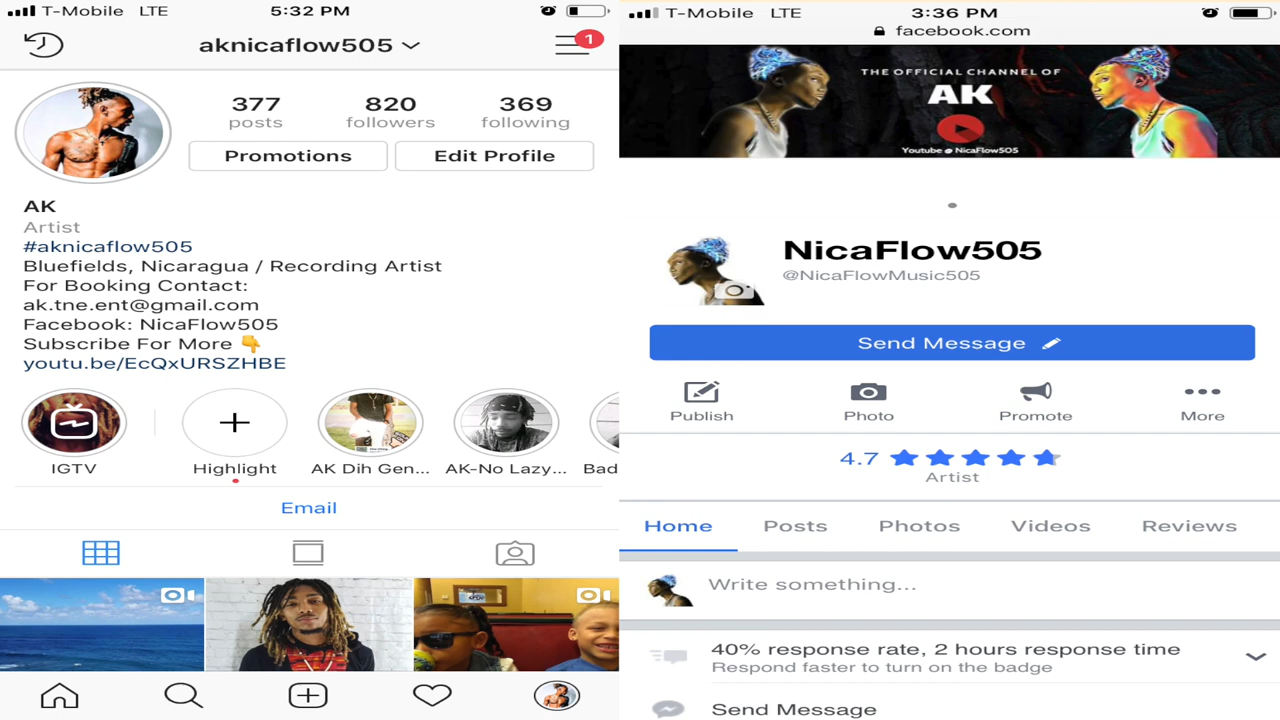 T-Mobile LTE 5:32 PM
aknicaflow505
1
377 820 369
posts followers following
Promotions Edit Profile
AK
Artist
#aknicaflow505
Bluefields, Nicaragua / Recording Artist
For Booking Contact:
ak.tne.ent@gmail.com
Facebook: NicaFlow505
Subscribe For More 👇
youtu.be/EcQxURSZHBE
IGTV Highlight AK Dih Gen... AK-No Lazy... Bad
Email
T-Mobile LTE 3:36 PM
facebook.com
THE OFFICIAL CHANNEL OF
AK
Youtube @ NicaFlow505
NicaFlow505
@NicaFlowMusic505
Send Message
Publish Photo Promote More
4.7
Artist
Home Posts Photos Videos Reviews
Write something...
40% response rate, 2 hours response time
Respond faster to turn on the badge
Send Message